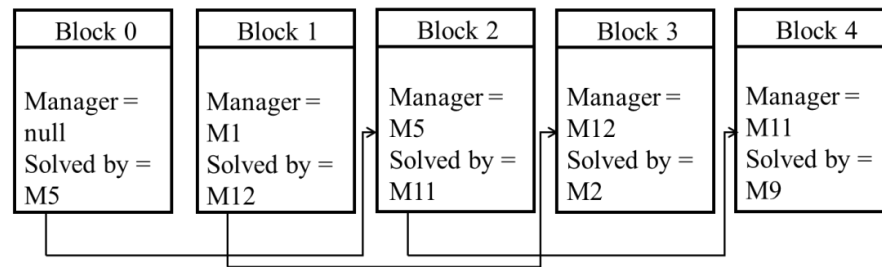 Block 0
Manager =
null
Solved by =
M5
Block 1
Manager =
M1
Solved by =
M12
Block 2
Manager =
M5
Solved by =
M11
Block 3
Manager =
M12
Solved by =
M2
Block 4
Manager =
M11
Solved by =
M9